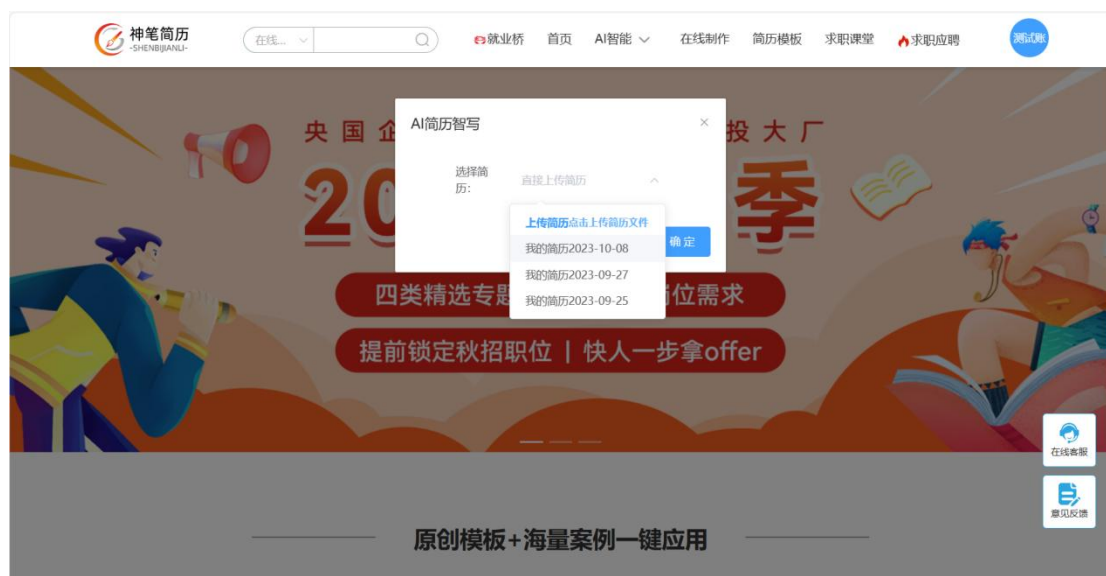 神笔简历
-SHENBIJIANLI-
在线...
就业桥
首页
AI智能
在线制作
简历模板
求职课堂
求职应聘
测试账
央国企
投大厂
20
季
AI简历智写
×
选择简
历:
直接上传简历
上传简历点击上传简历文件
我的简历2023-10-08
我的简历2023-09-27
我的简历2023-09-25
确定
四类精选专题
岗位需求
提前锁定秋招职位 | 快人一步拿offer
在线客服
意见反馈
原创模板+海量案例一键应用